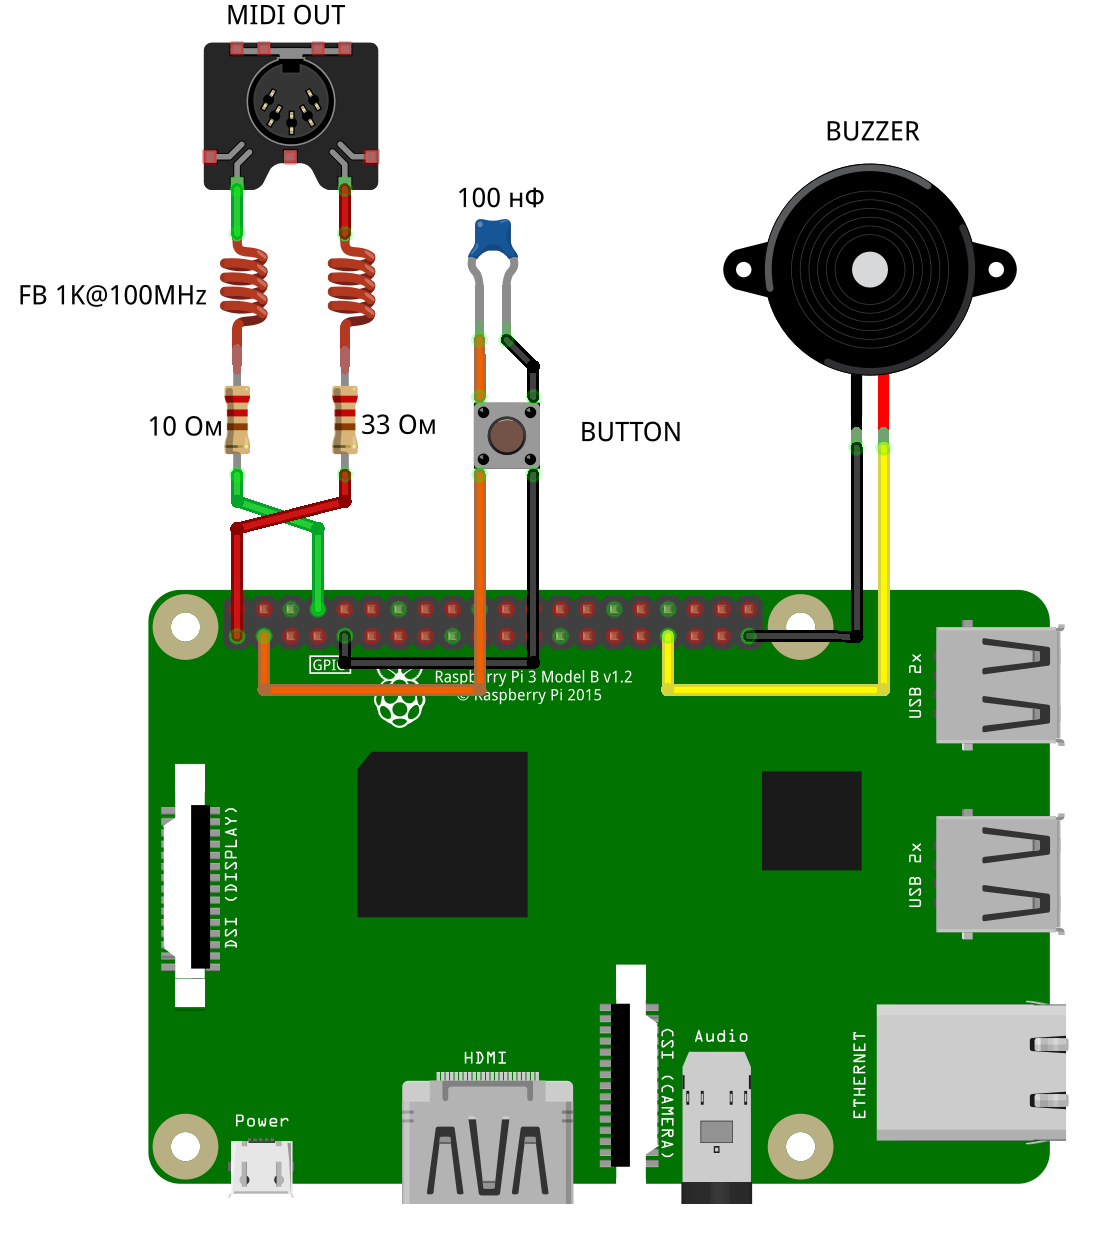 MIDI OUT
BUZZER
100 нФ
FB 1K@100MHz
10 Ом
33 Ом
BUTTON
GPIO
Raspberry Pi 3 Model B v1.2
© Raspberry Pi 2015
USB 2x
DSI (DISPLAY)
USB 2x
CSI (CAMERA)
Audio
ETHERNET
HDMI
Power